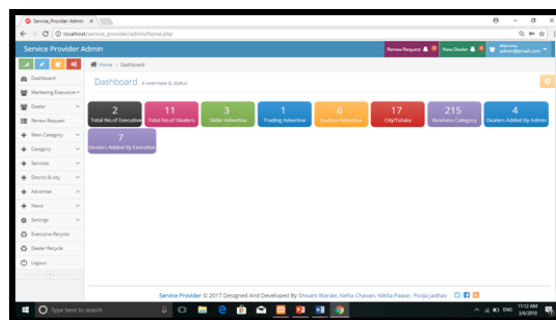 Service_Provider Admin
localhost/service_provider/admin/home.php
Service Provider Admin
Renew Request
New Dealer
Welcome,
admin@gmail.com
Home > Dashboard
Dashboard
Marketing Executive
Dealer
Renew Request
Main Category
Category
Services
District & city
Advertise
News
Settings
Executive Recycle
Dealer Recycle
Logout
Dashboard » overview & status
2
Total No.of Executive
11
Total No.of Dealers
3
Slider Advertise
1
Trading Advertise
6
Feature Advertise
17
City/Taluka
215
Business Category
4
Dealers Added By Admin
7
Dealers Added By Executive
Service Provider © 2017 Designed And Developed By Shivani Warale, Neha Chavan, Nikita Pawar, Pooja Jadhav
Type here to search
ENG
11:12 AM
3/6/2018